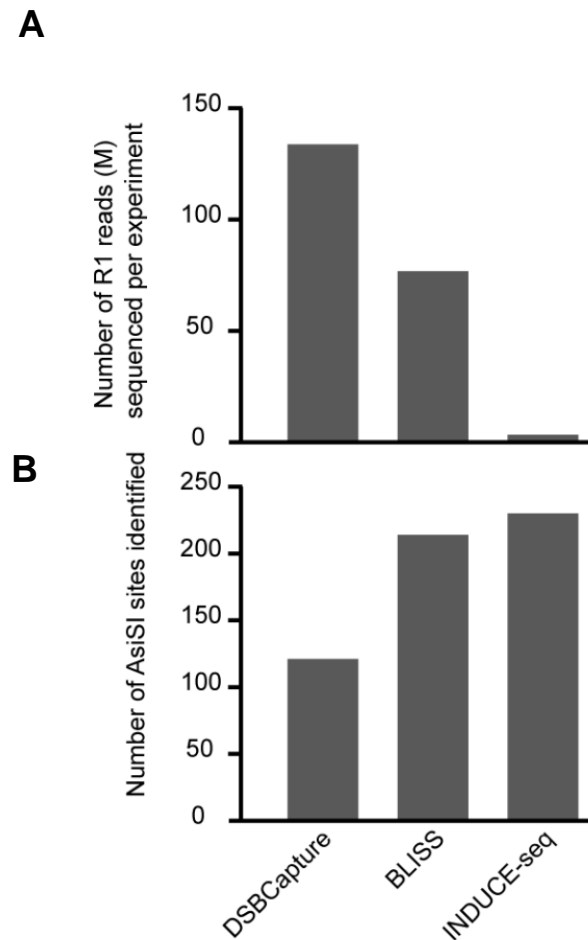 A
Number of R1 reads (M)
sequenced per experiment
150
100
50
0
B
Number of AsiSI sites identified
250
200
150
100
50
0
DSBCapture
BLISS
INDUCE-seq